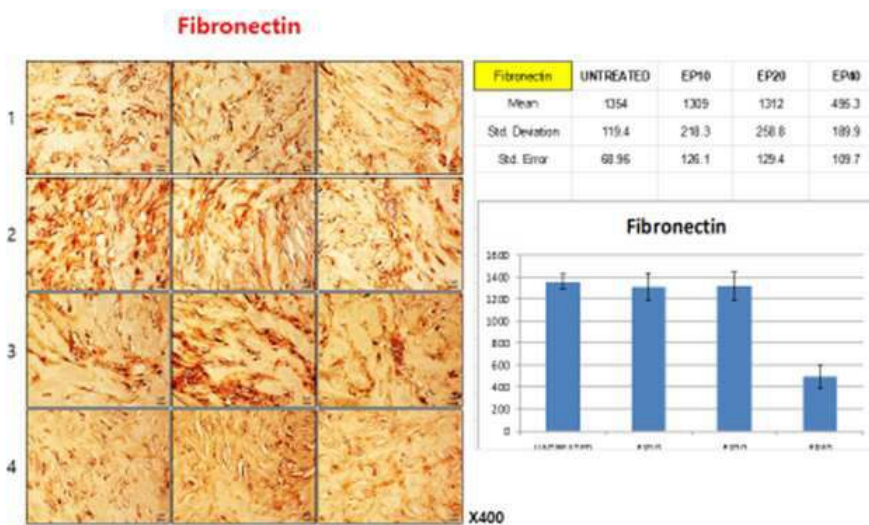 Fibronectin
1
2
3
4
Fibronectin UNTREATED EP10 EP20 EP40
Mean 1354 1309 1312 495.3
Std. Deviation 119.4 218.3 258.8 189.9
Std. Error 68.96 126.1 129.4 109.7
Fibronectin
1600
1400
1200
1000
800
600
400
200
0
UNTREATED
X400